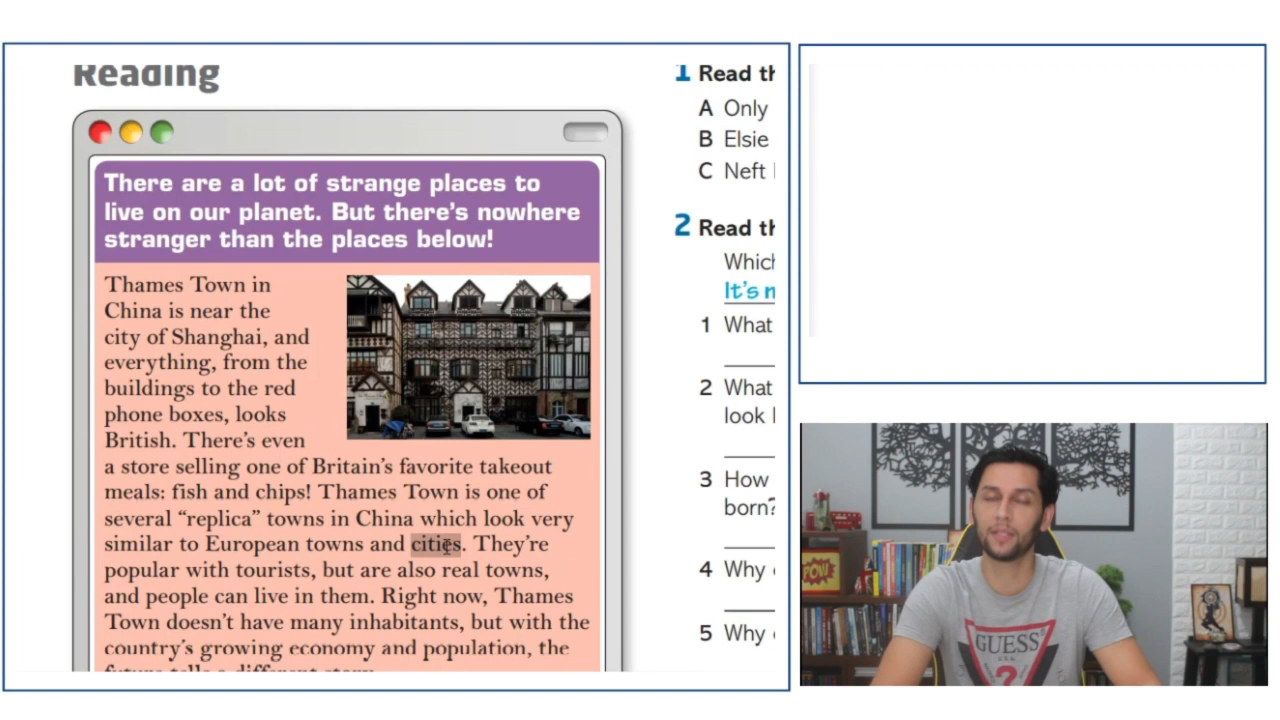 Reading
There are a lot of strange places to
live on our planet. But there's nowhere
stranger than the places below!
Thames Town in
China is near the
city of Shanghai, and
everything, from the
buildings to the red
phone boxes, looks
British. There's even
a store selling one of Britain's favorite takeout
meals: fish and chips! Thames Town is one of
several “replica” towns in China which look very
similar to European towns and cities. They're
popular with tourists, but are also real towns,
and people can live in them. Right now, Thames
Town doesn't have many inhabitants, but with the
country's growing economy and population, the
future tells a different story.
1 Read th
A Only
B Elsie
C Neft
2 Read th
Which
It's n
1 What
2 What
look l
3 How
born?
4 Why
5 Why
POW!
GUESS
?